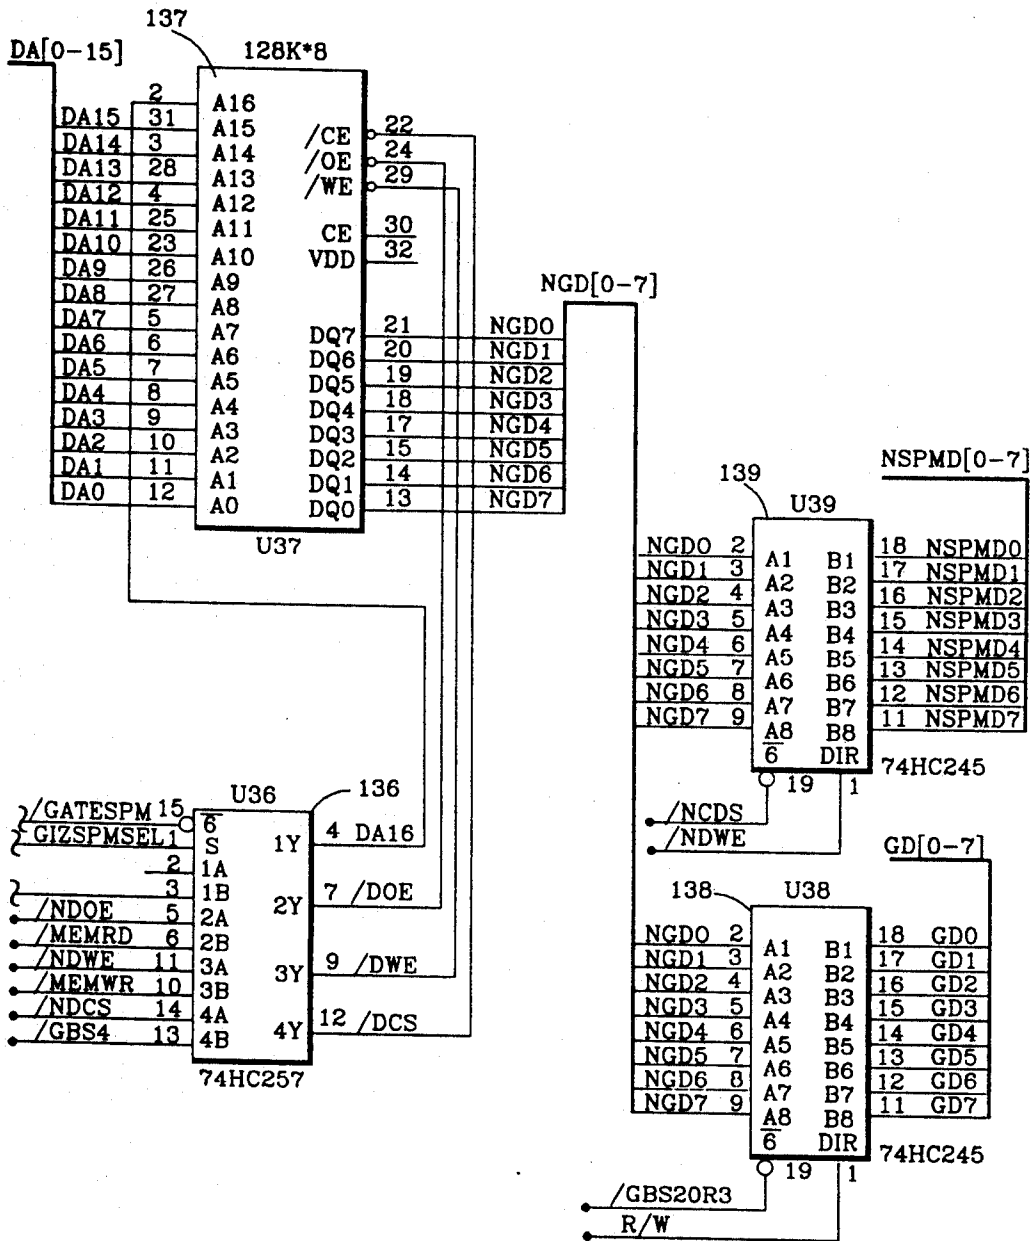 137
DA[0-15]
128K*8
2 A16
DA15 31 A15
DA14 3 A14
DA13 28 A13
DA12 4 A12
DA11 25 A11
DA10 23 A10
DA9 26 A9
DA8 27 A8
DA7 5 A7
DA6 6 A6
DA5 7 A5
DA4 8 A4
DA3 9 A3
DA2 10 A2
DA1 11 A1
DA0 12 A0
/CE 22
/OE 24
/WE 29
CE 30
VDD 32
DQ7 21 NGD0
DQ6 20 NGD1
DQ5 19 NGD2
DQ4 18 NGD3
DQ3 17 NGD4
DQ2 15 NGD5
DQ1 14 NGD6
DQ0 13 NGD7
U37
NGD[0-7]
NSPMD[0-7]
139
U39
NGD0 2 A1 B1 18 NSPMD0
NGD1 3 A2 B2 17 NSPMD1
NGD2 4 A3 B3 16 NSPMD2
NGD3 5 A4 B4 15 NSPMD3
NGD4 6 A5 B5 14 NSPMD4
NGD5 7 A6 B6 13 NSPMD5
NGD6 8 A7 B7 12 NSPMD6
NGD7 9 A8 B8 11 NSPMD7
6 DIR
74HC245
19 1
/NCDS
/NDWE
U36
136
/GATESPM 15 6
GIZSPMSEL 1 S
2 1A
3 1B
/NDOE 5 2A
/MEMRD 6 2B
/NDWE 11 3A
/MEMWR 10 3B
/NDCS 14 4A
/GBS4 13 4B
1Y 4 DA16
2Y 7 /DOE
3Y 9 /DWE
4Y 12 /DCS
74HC257
GD[0-7]
138
U38
NGD0 2 A1 B1 18 GD0
NGD1 3 A2 B2 17 GD1
NGD2 4 A3 B3 16 GD2
NGD3 5 A4 B4 15 GD3
NGD4 6 A5 B5 14 GD4
NGD5 7 A6 B6 13 GD5
NGD6 8 A7 B7 12 GD6
NGD7 9 A8 B8 11 GD7
6 DIR
74HC245
19 1
/GBS20R3
R/W